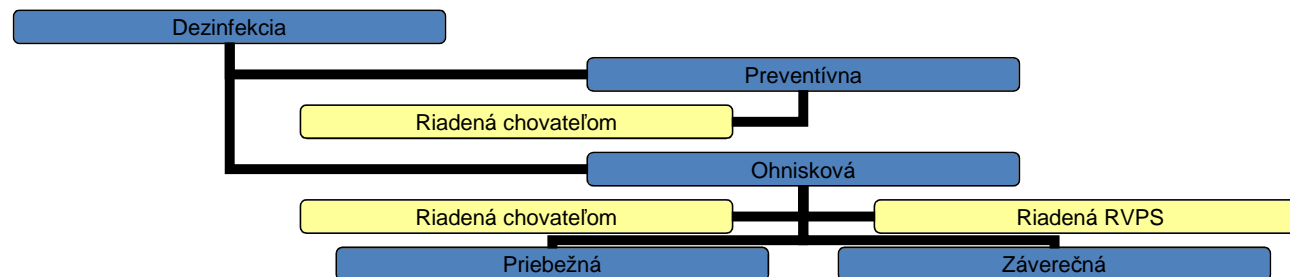 Dezinfekcia
Preventívna
Riadená chovateľom
Ohnisková
Riadená chovateľom
Riadená RVPS
Priebežná
Záverečná